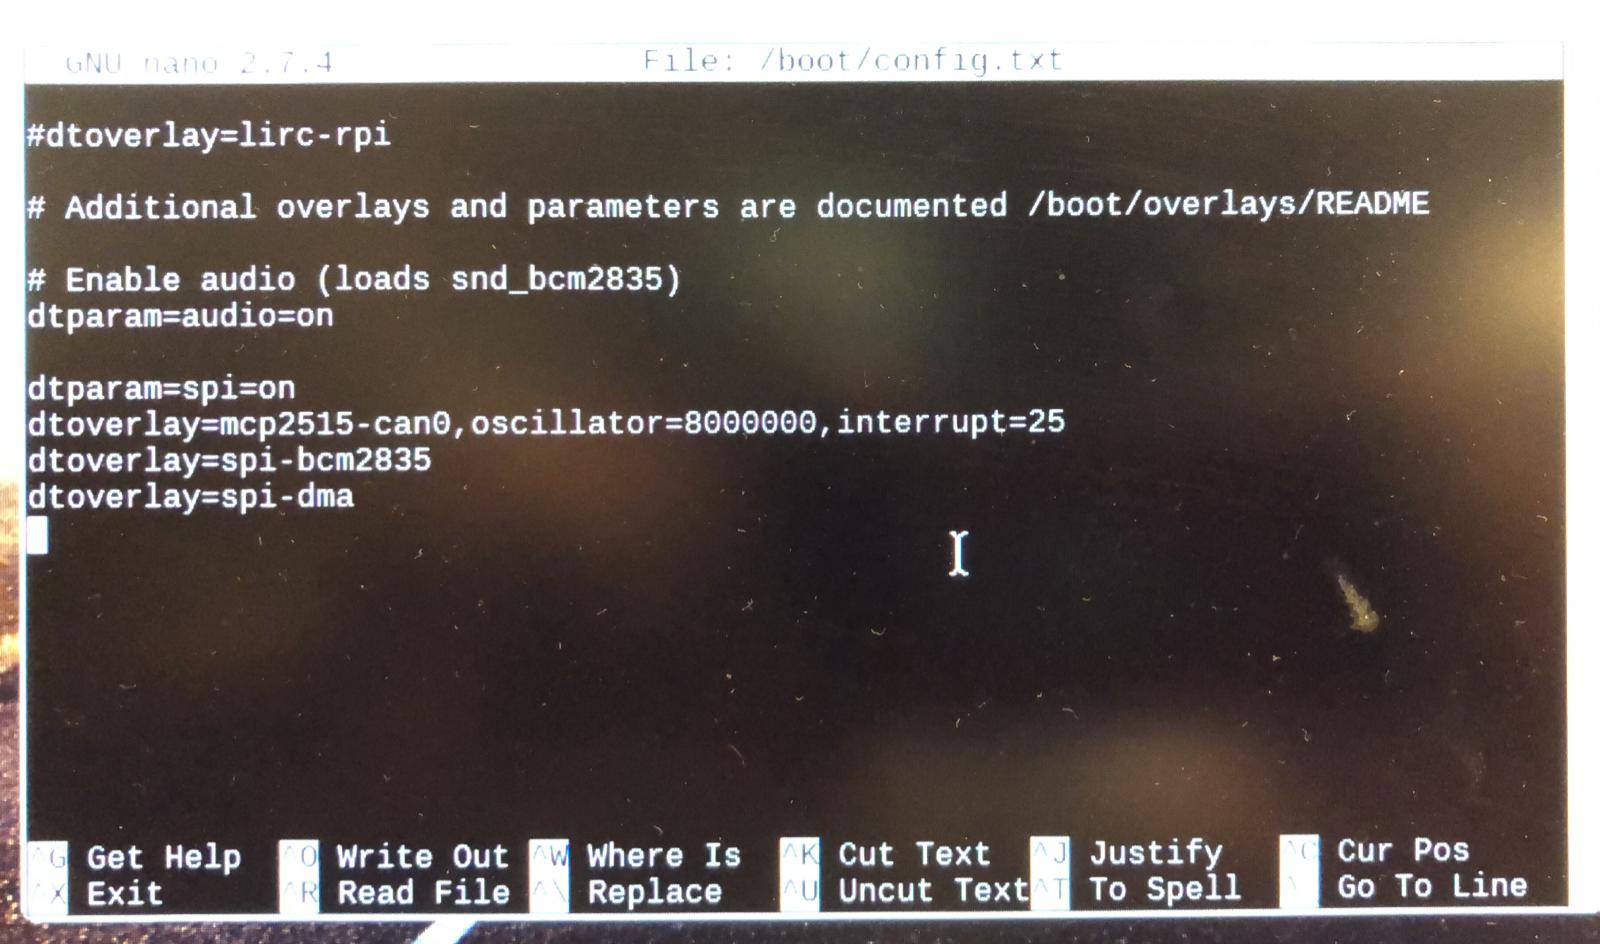 GNU nano 2.7.4 File: /boot/config.txt
#dtoverlay=lirc-rpi
# Additional overlays and parameters are documented /boot/overlays/README
# Enable audio (loads snd_bcm2835)
dtparam=audio=on
dtparam=spi=on
dtoverlay=mcp2515-can0,oscillator=8000000,interrupt=25
dtoverlay=spi-bcm2835
dtoverlay=spi-dma
^G Get Help ^O Write Out ^W Where Is ^K Cut Text ^J Justify ^C Cur Pos
^X Exit ^R Read File ^\ Replace ^U Uncut Text ^T To Spell Go To Line